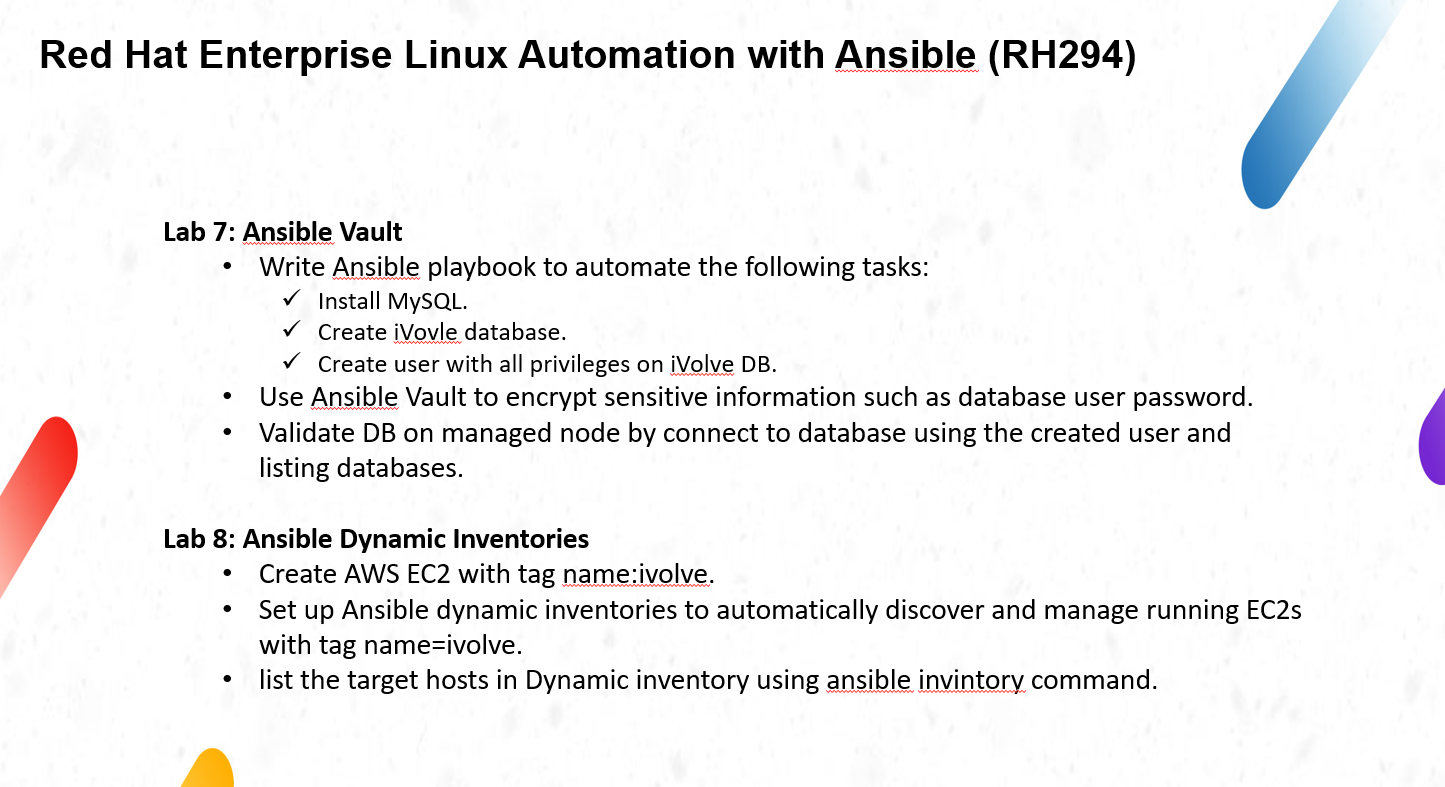 Red Hat Enterprise Linux Automation with Ansible (RH294)
Lab 7: Ansible Vault
• Write Ansible playbook to automate the following tasks:
✓ Install MySQL.
✓ Create iVovle database.
✓ Create user with all privileges on iVolve DB.
• Use Ansible Vault to encrypt sensitive information such as database user password.
• Validate DB on managed node by connect to database using the created user and
listing databases.
Lab 8: Ansible Dynamic Inventories
• Create AWS EC2 with tag name:ivolve.
• Set up Ansible dynamic inventories to automatically discover and manage running EC2s
with tag name=ivolve.
• list the target hosts in Dynamic inventory using ansible invintory command.